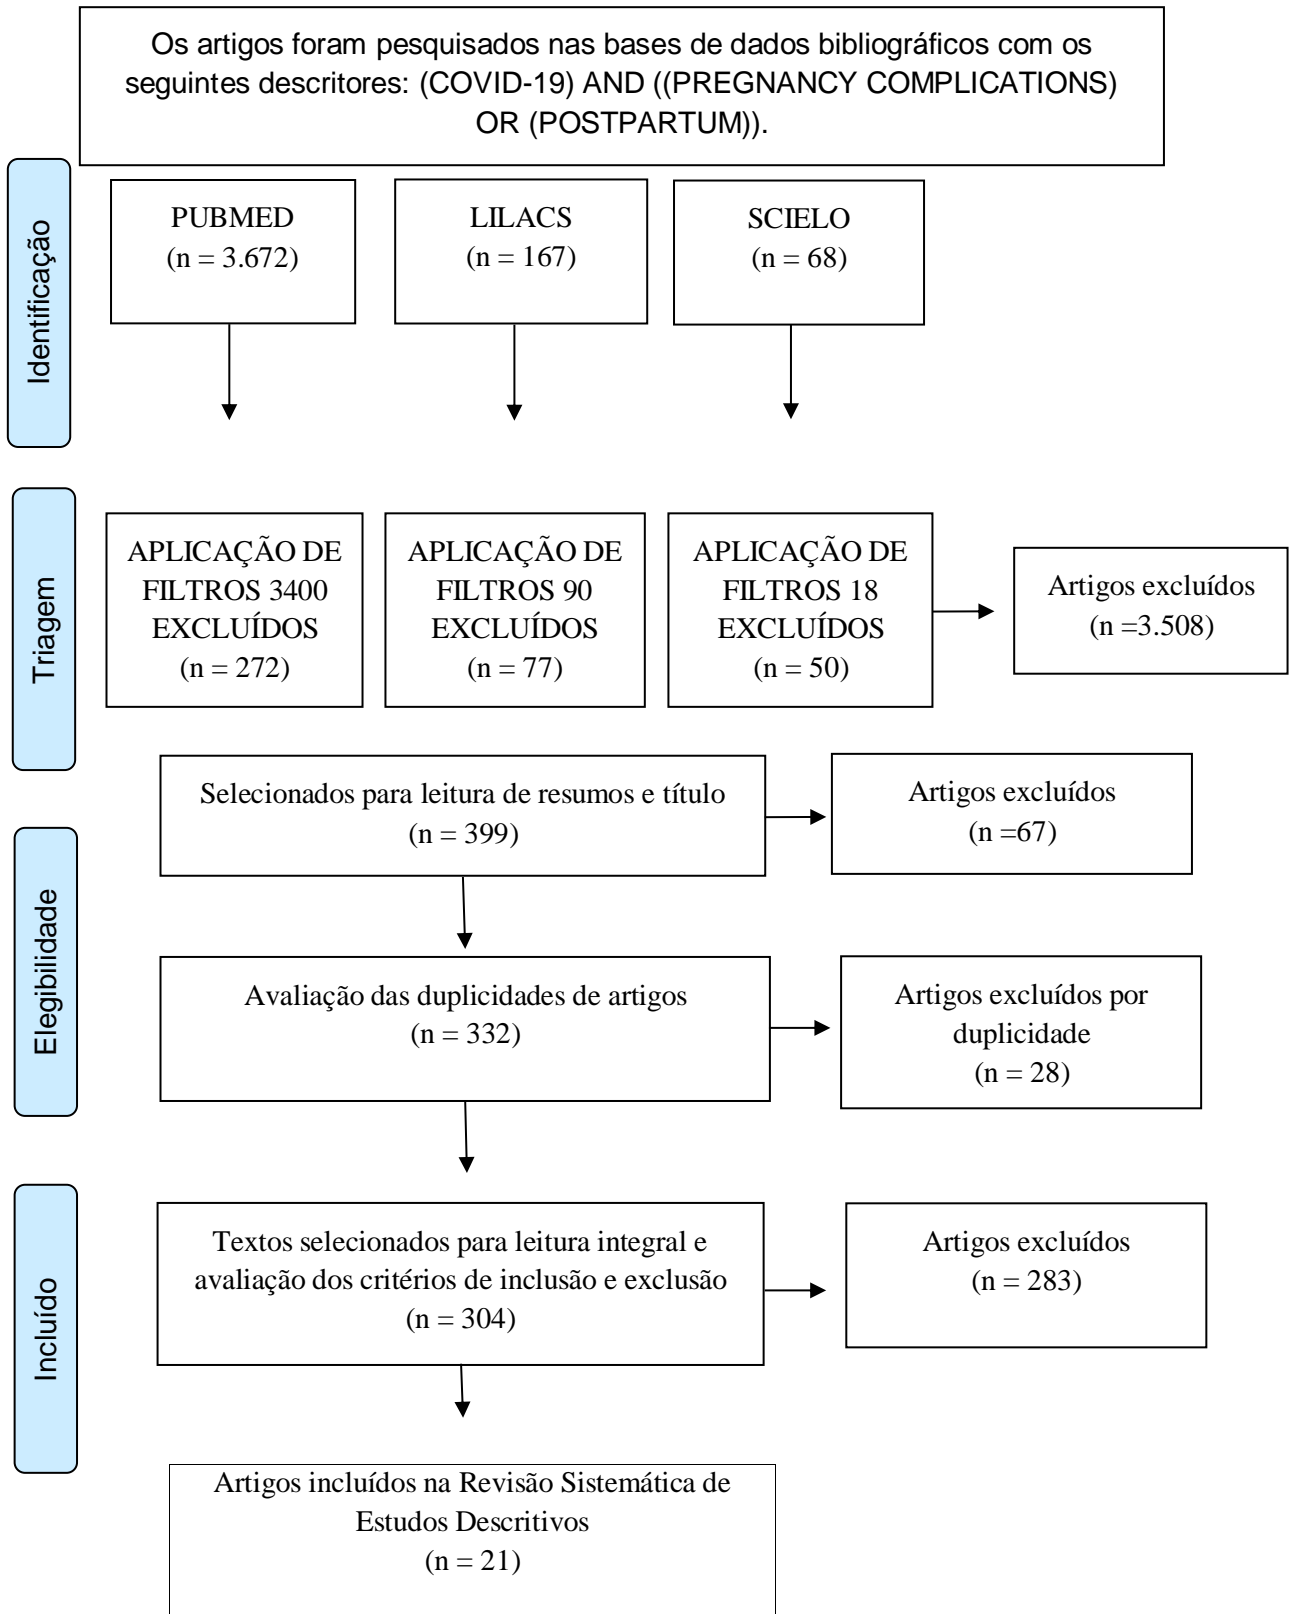 Os artigos foram pesquisados nas bases de dados bibliográficos com os
seguintes descritores: (COVID-19) AND ((PREGNANCY COMPLICATIONS)
OR (POSTPARTUM)).
Identificação
PUBMED
(n = 3.672)
LILACS
(n = 167)
SCIELO
(n = 68)
Triagem
APLICAÇÃO DE
FILTROS 3400
EXCLUÍDOS
(n = 272)
APLICAÇÃO DE
FILTROS 90
EXCLUÍDOS
(n = 77)
APLICAÇÃO DE
FILTROS 18
EXCLUÍDOS
(n = 50)
Artigos excluídos
(n =3.508)
Selecionados para leitura de resumos e título
(n = 399)
Artigos excluídos
(n =67)
Elegibilidade
Avaliação das duplicidades de artigos
(n = 332)
Artigos excluídos por
duplicidade
(n = 28)
Incluído
Textos selecionados para leitura integral e
avaliação dos critérios de inclusão e exclusão
(n = 304)
Artigos excluídos
(n = 283)
Artigos incluídos na Revisão Sistemática de
Estudos Descritivos
(n = 21)